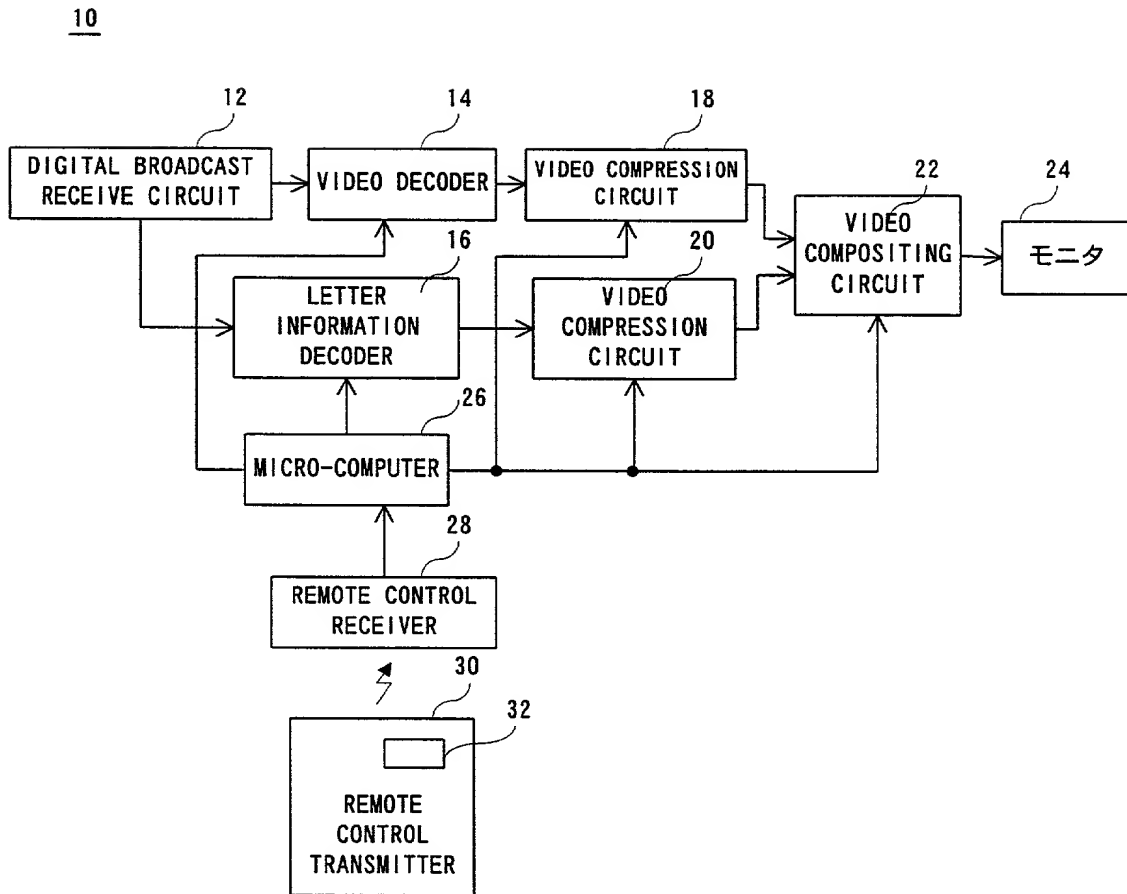 10
12
14
18
DIGITAL BROADCAST
RECEIVE CIRCUIT
VIDEO DECODER
VIDEO COMPRESSION
CIRCUIT
22
24
VIDEO
COMPOSITING
CIRCUIT
モニタ
16
20
LETTER
INFORMATION
DECODER
VIDEO
COMPRESSION
CIRCUIT
26
MICRO-COMPUTER
28
REMOTE CONTROL
RECEIVER
30
32
REMOTE
CONTROL
TRANSMITTER